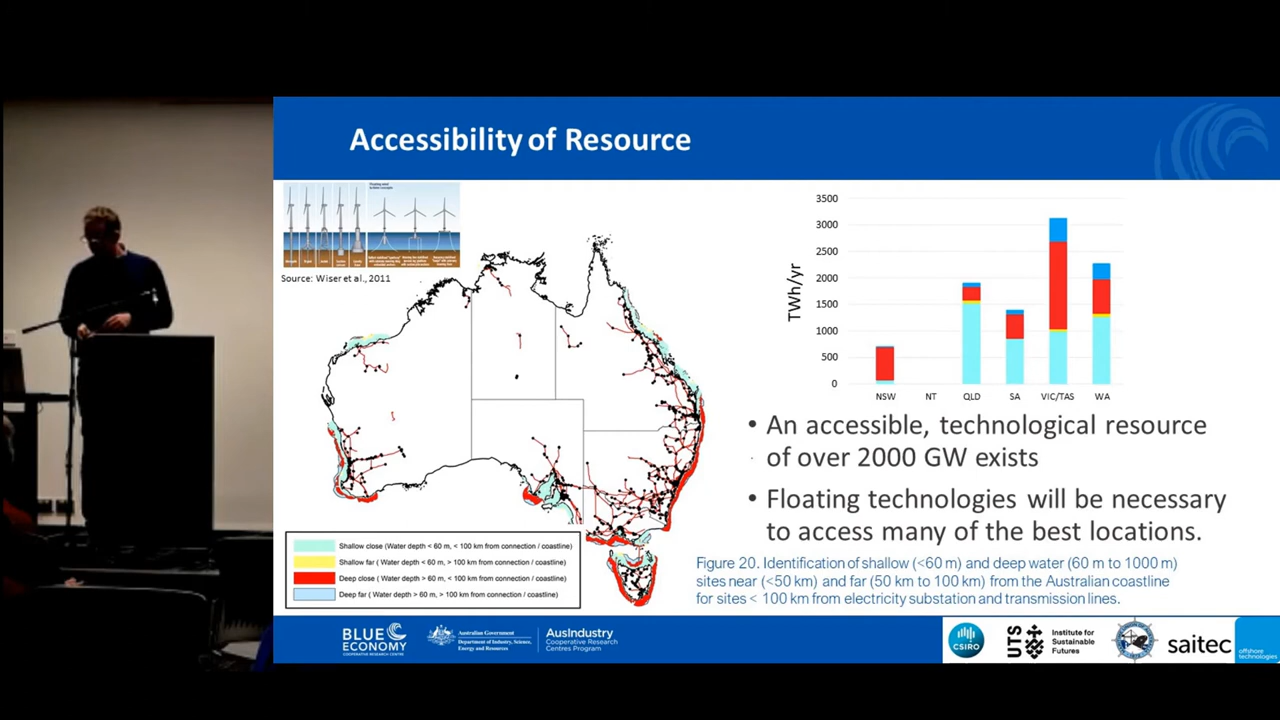 Accessibility of Resource
Source: Wiser et al., 2011
3500
3000
2500
2000
1500
1000
500
0
TWh/yr
NSW NT QLD SA VIC/TAS WA
• An accessible, technological resource
of over 2000 GW exists
• Floating technologies will be necessary
to access many of the best locations.
Shallow close (Water depth < 60 m, < 100 km from connection / coastline)
Shallow far ( Water depth < 60 m, > 100 km from connection / coastline)
Deep close ( Water depth > 60 m, < 100 km from connection / coastline)
Deep far ( Water depth > 60 m, > 100 km from connection / coastline)
Figure 20. Identification of shallow (<60 m) and deep water (60 m to 1000 m)
sites near (<50 km) and far (50 km to 100 km) from the Australian coastline
for sites < 100 km from electricity substation and transmission lines.
BLUE
ECONOMY
COOPERATIVE RESEARCH CENTRE
Australian Government
Department of Industry, Science,
Energy and Resources
AusIndustry
Cooperative Research
Centres Program
CSIRO
UTS
Institute for
Sustainable
Futures
saitec
offshore
technologies